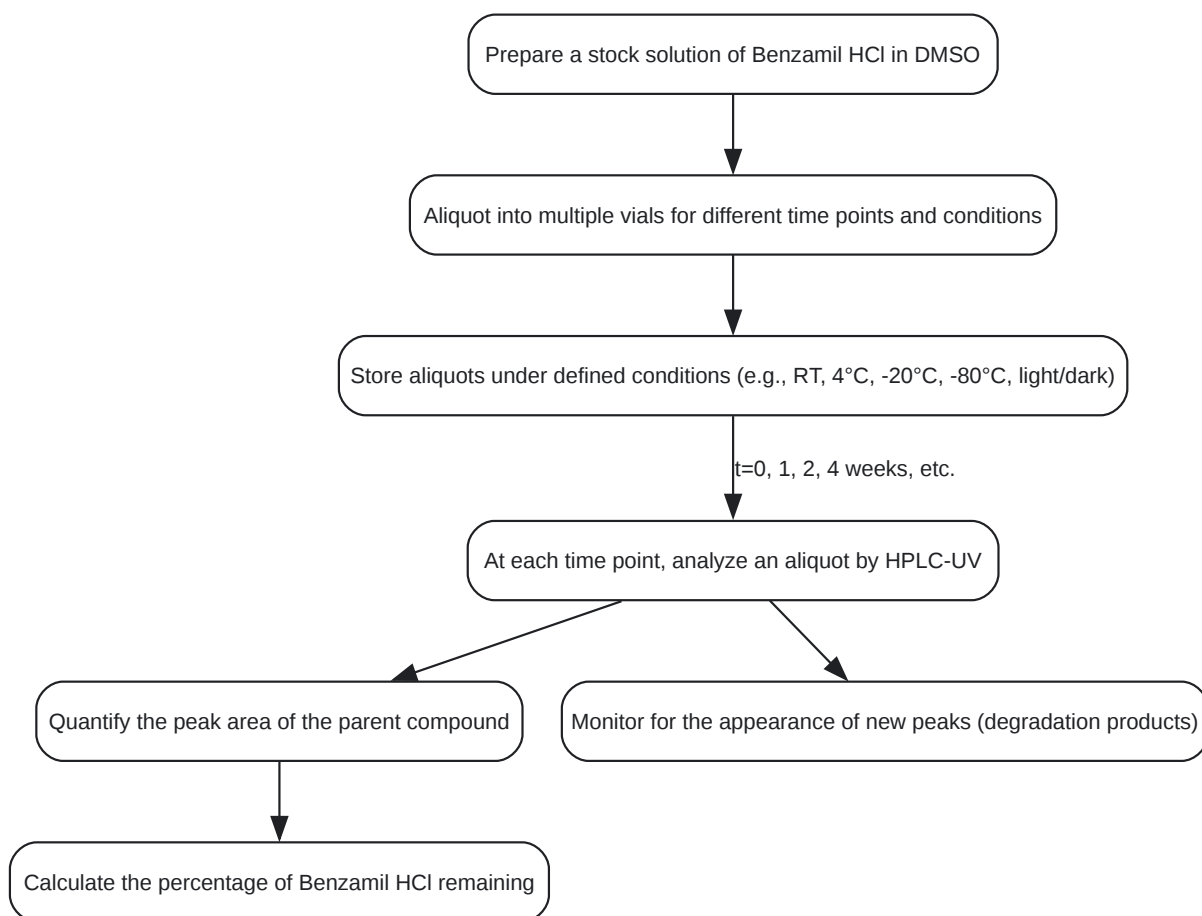 Prepare a stock solution of Benzamil HCl in DMSO
Aliquot into multiple vials for different time points and conditions
Store aliquots under defined conditions (e.g., RT, 4°C, -20°C, -80°C, light/dark)
t=0, 1, 2, 4 weeks, etc.
At each time point, analyze an aliquot by HPLC-UV
Quantify the peak area of the parent compound
Monitor for the appearance of new peaks (degradation products)
Calculate the percentage of Benzamil HCl remaining